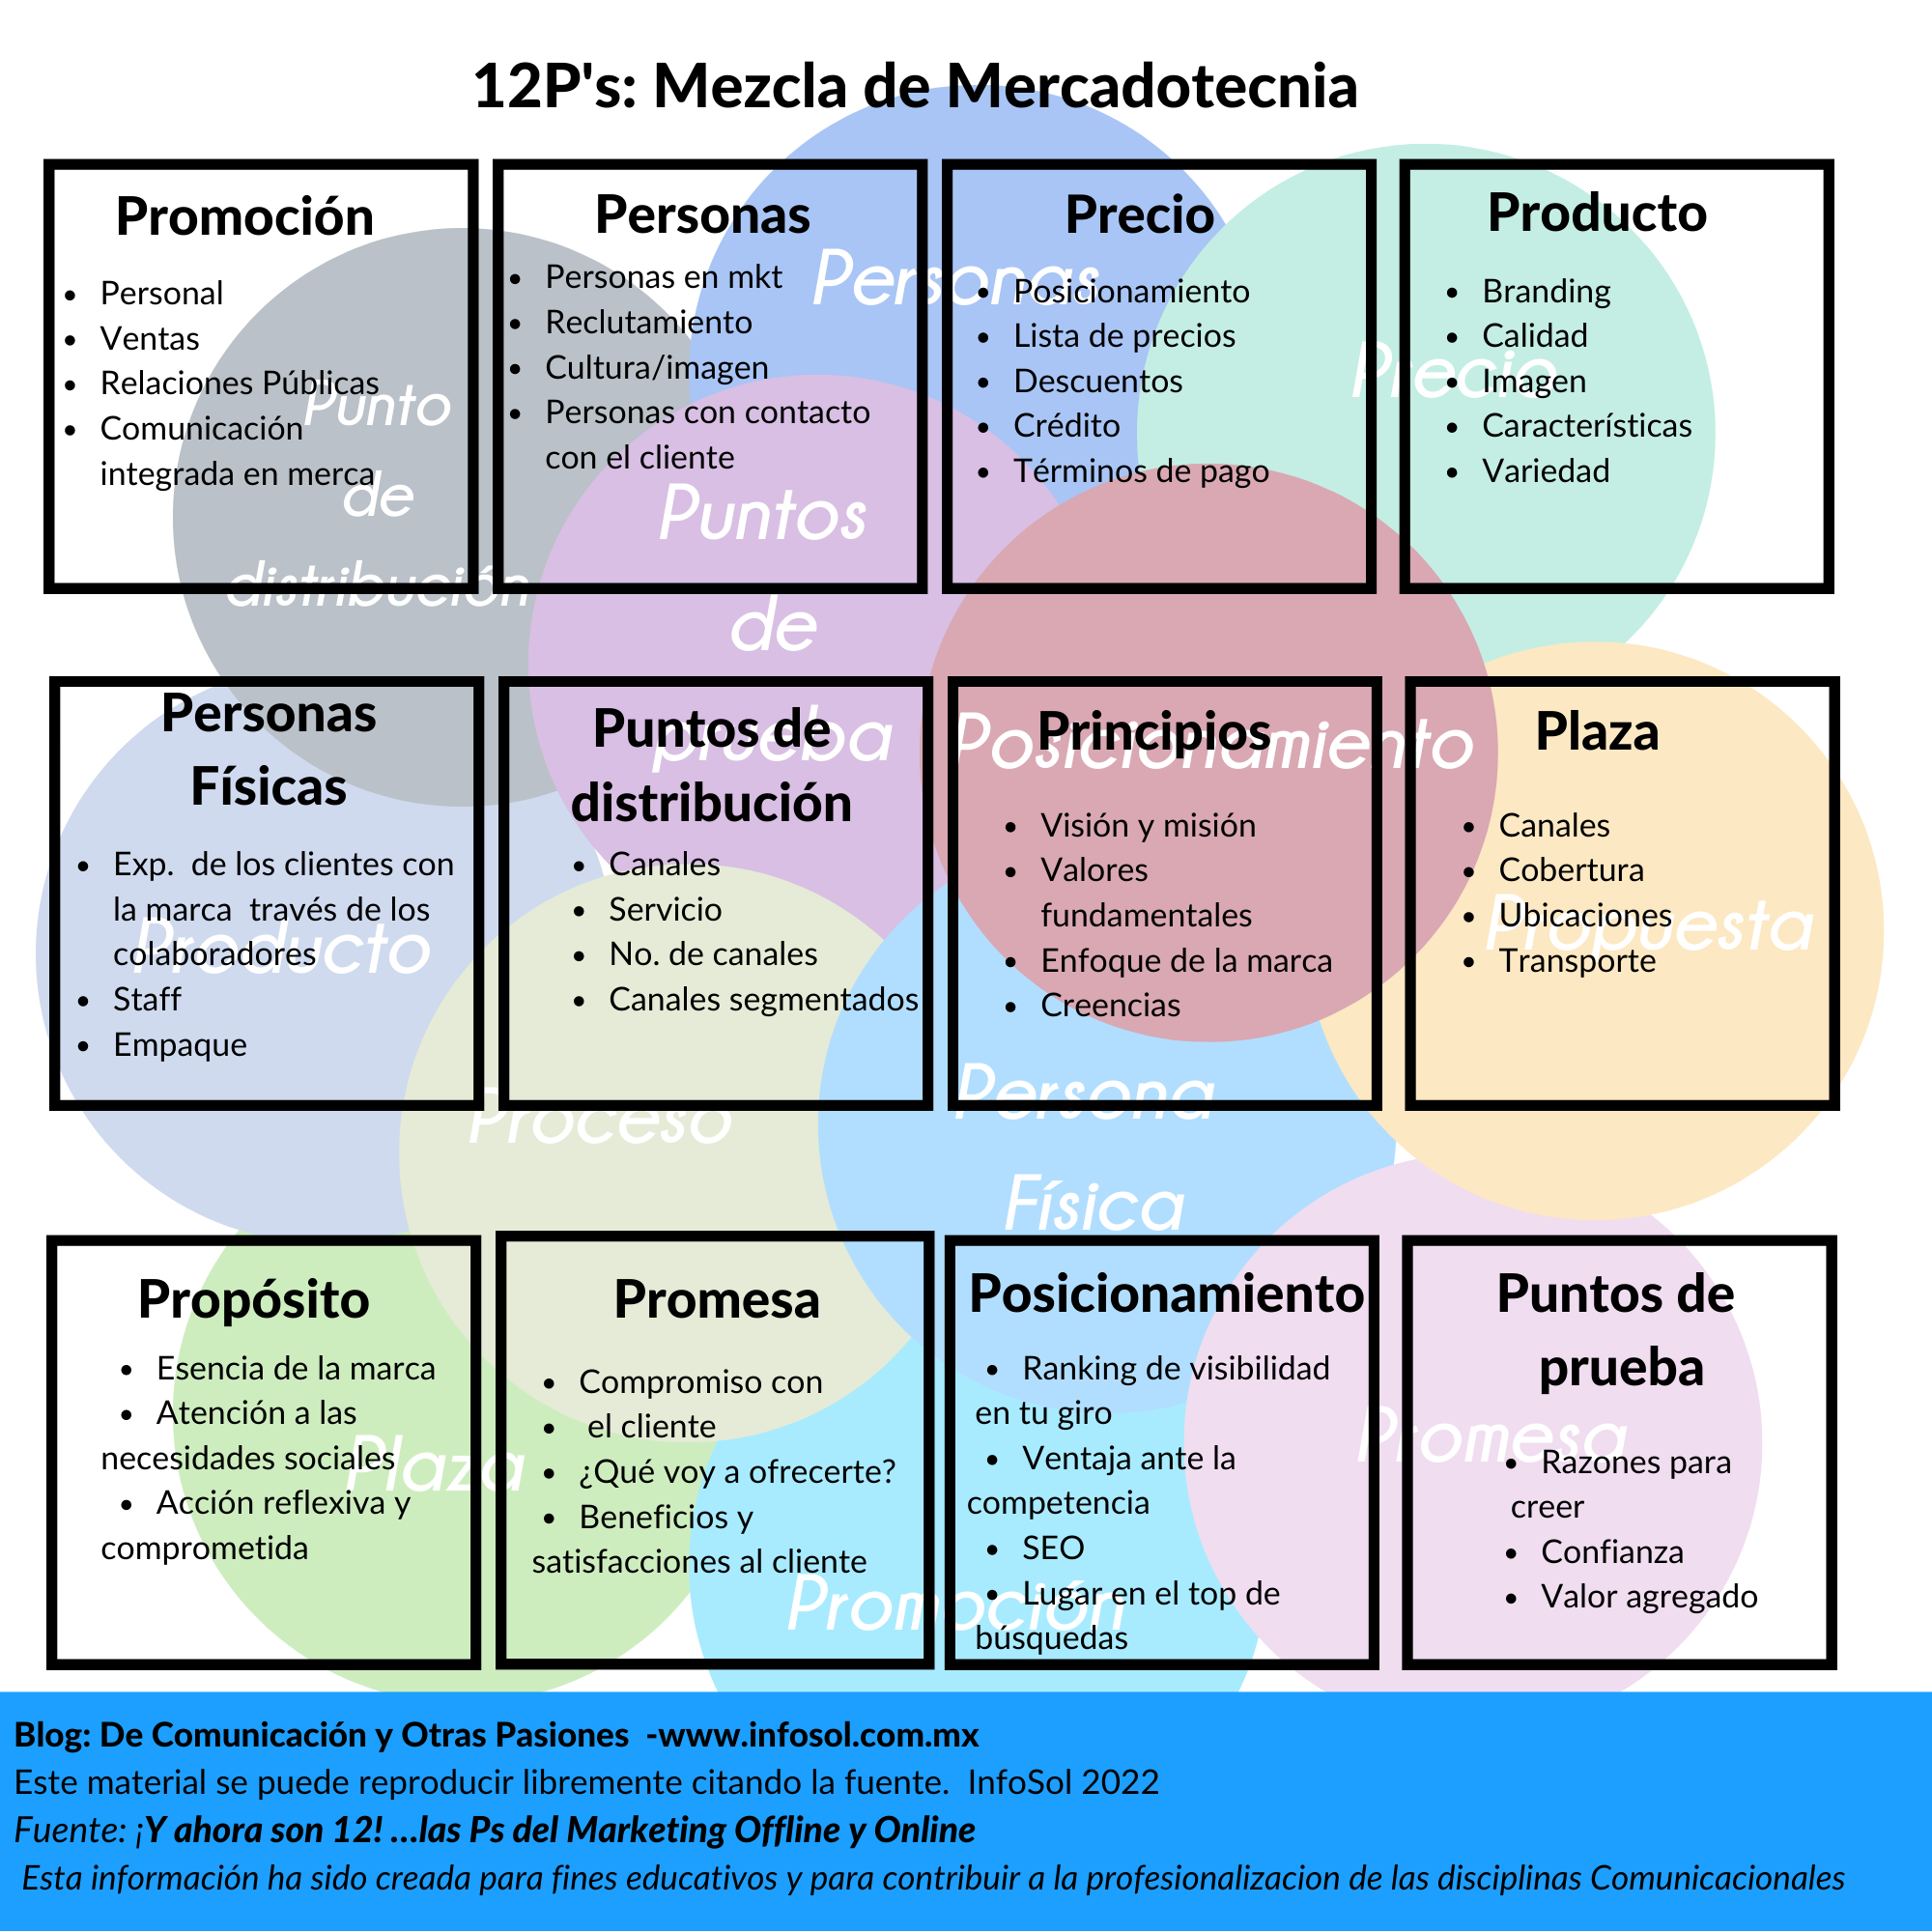 12P's: Mezcla de Mercadotecnia
Promoción
• Personal
• Ventas
• Relaciones Públicas
• Comunicación
integrada en merca
Personas
• Personas en mkt
• Reclutamiento
• Cultura/imagen
• Personas con contacto
con el cliente
Precio
• Posicionamiento
• Lista de precios
• Descuentos
• Crédito
• Términos de pago
Producto
• Branding
• Calidad
• Imagen
• Características
• Variedad
Personas
Físicas
• Exp. de los clientes con
la marca través de los
colaboradores
• Staff
• Empaque
Puntos de
distribución
• Canales
• Servicio
• No. de canales
• Canales segmentados
Principios
• Visión y misión
• Valores
fundamentales
• Enfoque de la marca
• Creencias
Plaza
• Canales
• Cobertura
• Ubicaciones
• Transporte
Propósito
• Esencia de la marca
• Atención a las
necesidades sociales
• Acción reflexiva y
comprometida
Promesa
• Compromiso con
• el cliente
• ¿Qué voy a ofrecerte?
• Beneficios y
satisfacciones al cliente
Posicionamiento
• Ranking de visibilidad
en tu giro
• Ventaja ante la
competencia
• SEO
• Lugar en el top de
búsquedas
Puntos de
prueba
• Razones para
creer
• Confianza
• Valor agregado
Personas
Precio
Punto
de
distribución
Puntos
de
prueba
Posicionamiento
Producto
Propuesta
Proceso
Persona
Física
Plaza
Promesa
Promoción
Blog: De Comunicación y Otras Pasiones -www.infosol.com.mx
Este material se puede reproducir libremente citando la fuente. InfoSol 2022
Fuente: ¡Y ahora son 12! ...las Ps del Marketing Offline y Online
Esta información ha sido creada para fines educativos y para contribuir a la profesionalizacion de las disciplinas Comunicacionales